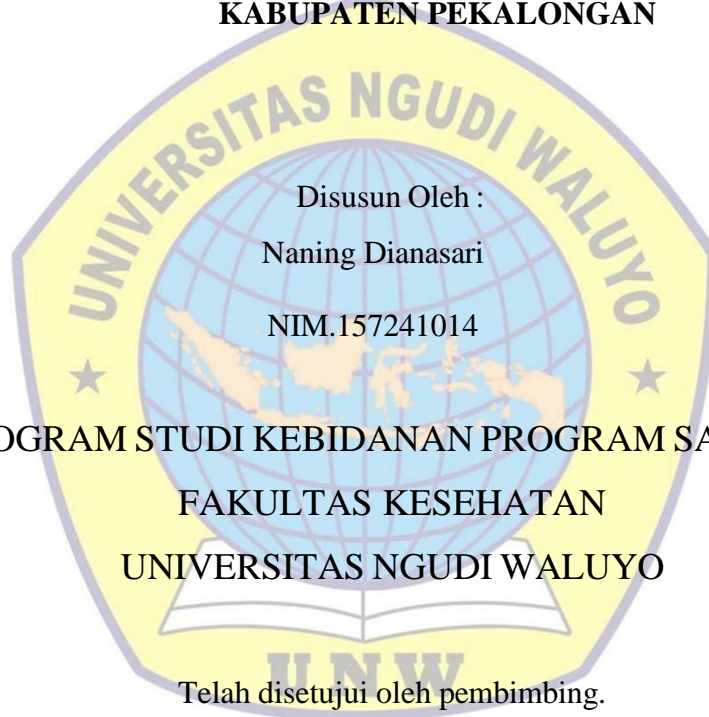 KABUPATEN PEKALONGAN
UNIVERSITAS NGUDI WALUYO
Disusun Oleh :
Naning Dianasari
NIM.157241014
OGRAM STUDI KEBIDANAN PROGRAM SA
FAKULTAS KESEHATAN
UNIVERSITAS NGUDI WALUYO
UNW
Telah disetujui oleh pembimbing.